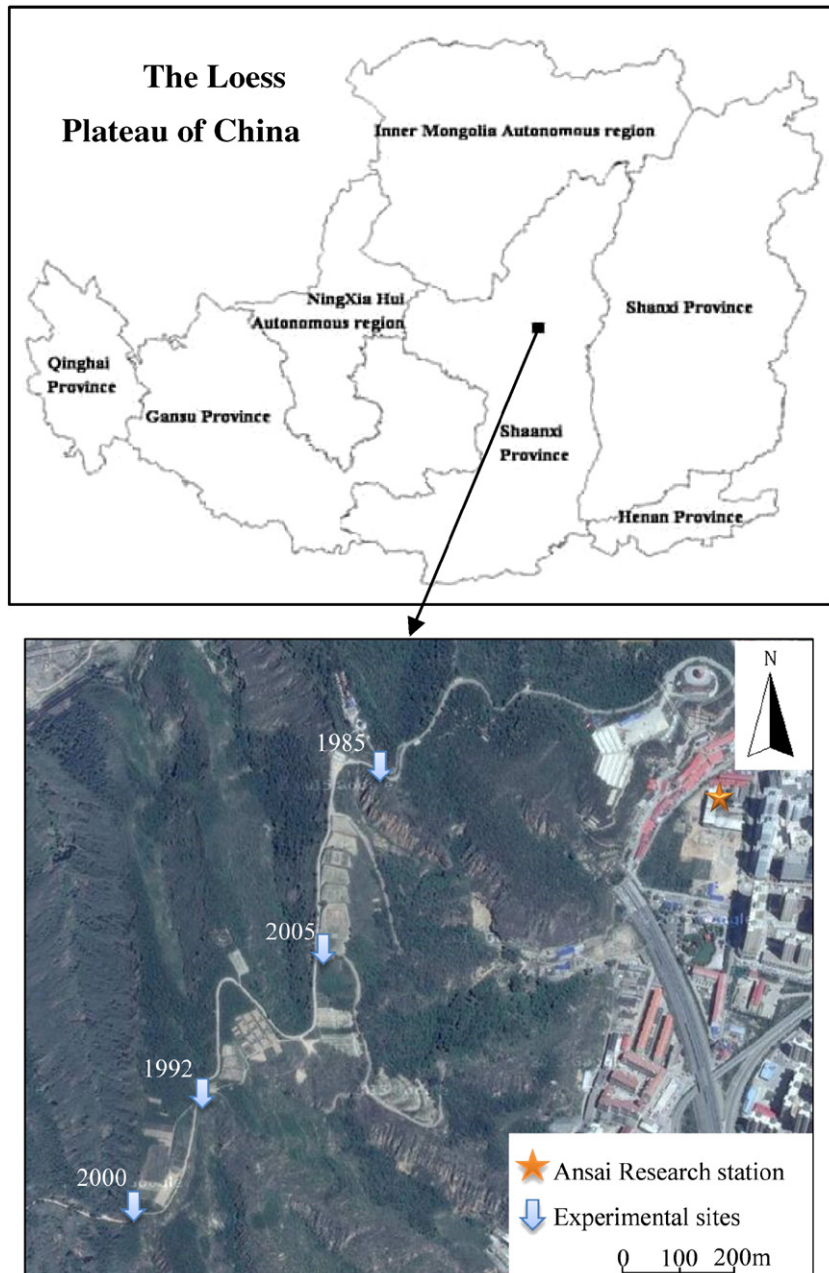 The Loess
Plateau of China
Inner Mongolia Autonomous region
NingXia Hui
Autonomous region
Shanxi Province
Qinghai
Province
Gansu Province
Shaanxi
Province
Henan Province
N
1985
2005
1992
2000
Ansai Research station
Experimental sites
0 100 200m